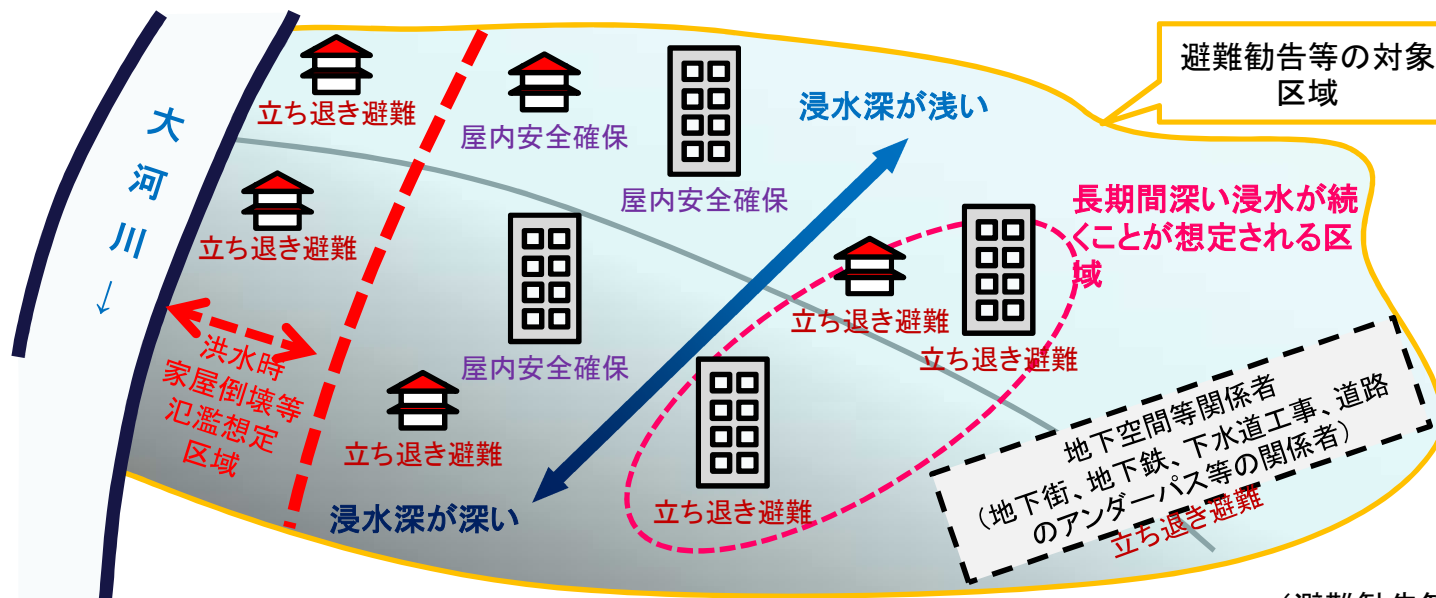 避難勧告等の対象
区域
大
河
川
↓
立ち退き避難
屋内安全確保
屋内安全確保
浸水深が浅い
立ち退き避難
長期間深い浸水が続
くことが想定される区
域
立ち退き避難
立ち退き避難
屋内安全確保
洪水時
家屋倒壊等
氾濫想定
区域
立ち退き避難
浸水深が深い
立ち退き避難
地下空間等関係者
（地下街、地下鉄、下水道工事、道路
のアンダーパス等の関係者）
立ち退き避難